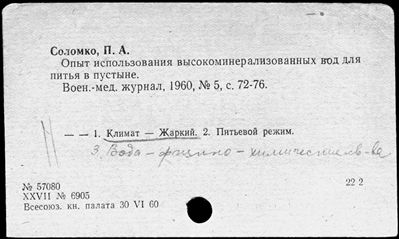 Соломко, П. А.
Опыт использования высокоминерализованных вод для
питья в пустыне.
Воен.-мед. журнал, 1960, № 5, с. 72-76.
— — 1. Климат — Жаркий. 2. Питьевой режим.
3. Вода — физико — химические св-ва
№ 57080
22 2
XXVII № 6905
Всесоюз. кн. палата 30 VI 60